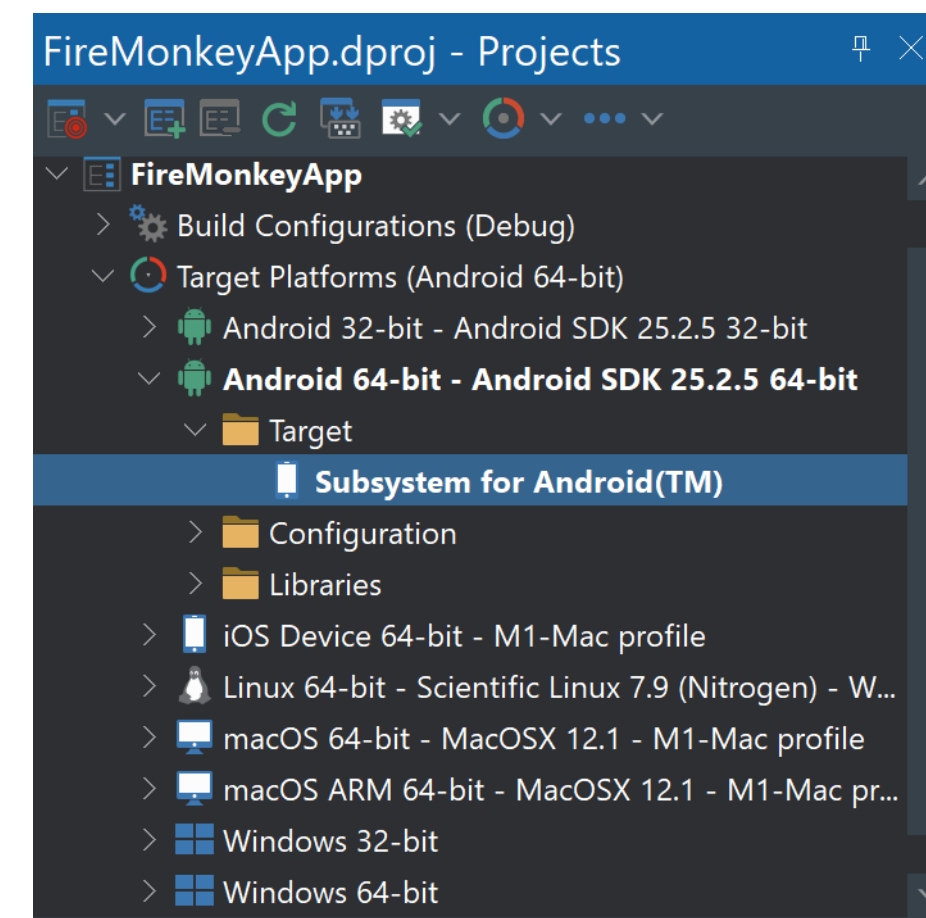 FireMonkeyApp.dproj - Projects
FireMonkeyApp
Build Configurations (Debug)
Target Platforms (Android 64-bit)
Android 32-bit - Android SDK 25.2.5 32-bit
Android 64-bit - Android SDK 25.2.5 64-bit
Target
Subsystem for Android(TM)
Configuration
Libraries
iOS Device 64-bit - M1-Mac profile
Linux 64-bit - Scientific Linux 7.9 (Nitrogen) - W...
macOS 64-bit - MacOSX 12.1 - M1-Mac profile
macOS ARM 64-bit - MacOSX 12.1 - M1-Mac pr...
Windows 32-bit
Windows 64-bit